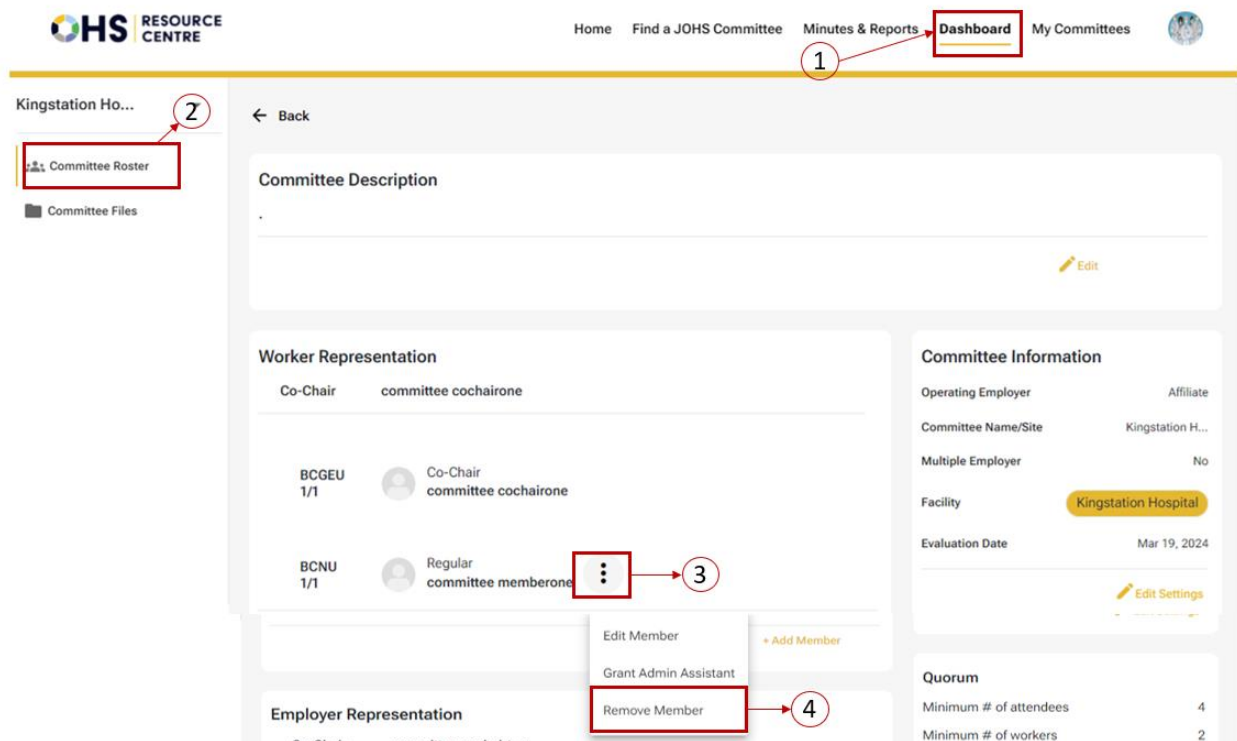 OHS RESOURCE CENTRE
Home Find a JOHS Committee Minutes & Reports Dashboard My Committees
1
Kingstation Ho...
2
Committee Roster
Committee Files
← Back
Committee Description
.
Edit
Worker Representation
Co-Chair committee cochairone
BCGEU 1/1
Co-Chair
committee cochairone
BCNU 1/1
Regular
committee memberone
3
Edit Member
Grant Admin Assistant
Remove Member
4
+ Add Member
Employer Representation
Committee Information
Operating Employer Affiliate
Committee Name/Site Kingstation H...
Multiple Employer No
Facility Kingstation Hospital
Evaluation Date Mar 19, 2024
Edit Settings
Quorum
Minimum # of attendees 4
Minimum # of workers 2